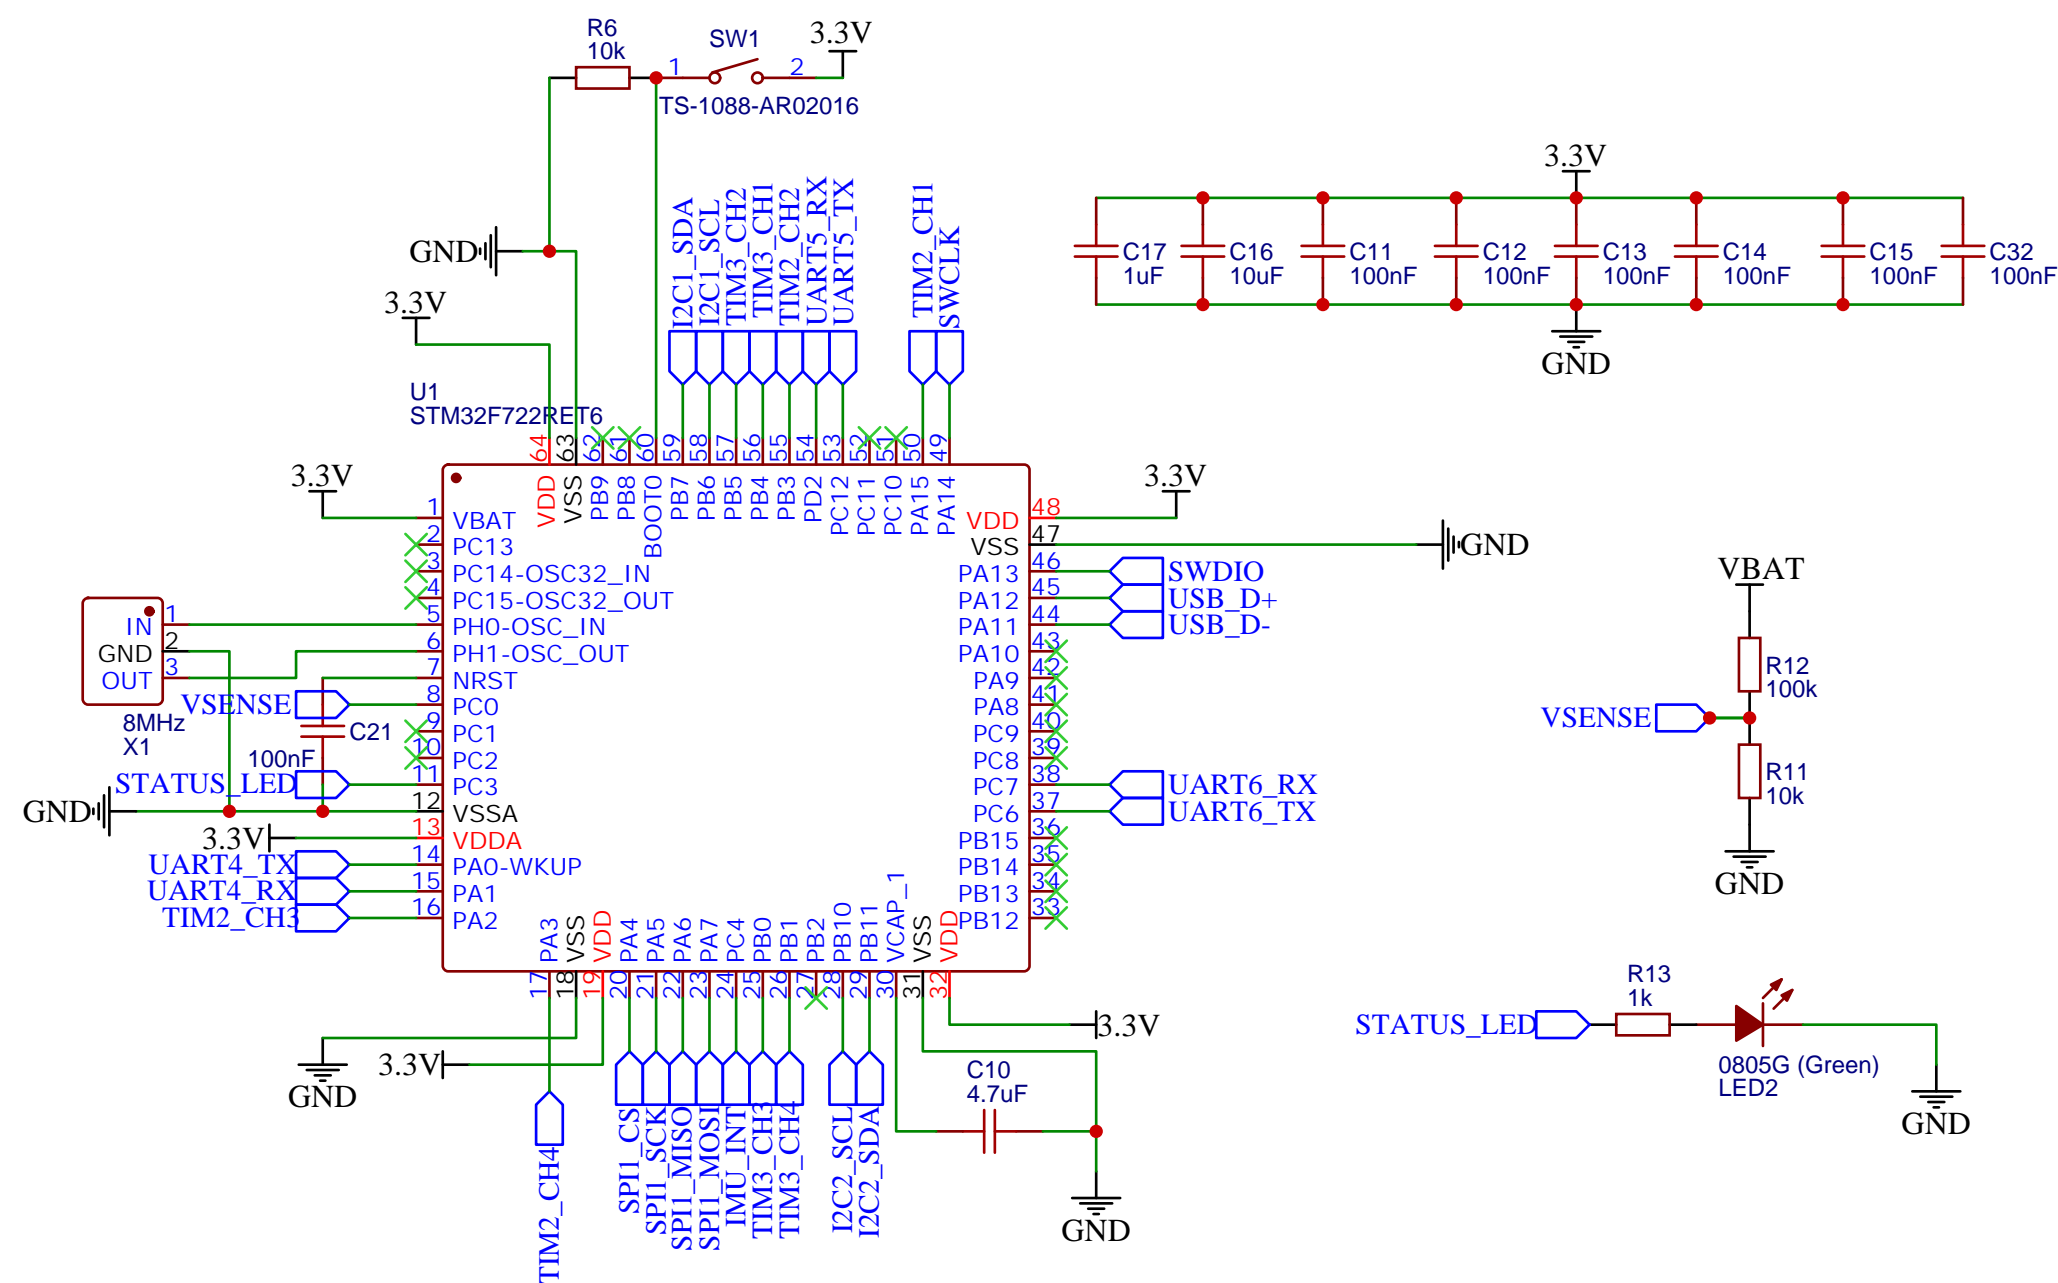 R6
10k
SW1
3.3V
1
2
TS-1088-AR02016
GND
3.3V
I2C1_SDA
I2C1_SCL
TIM3_CH2
TIM3_CH1
TIM2_CH2
UART5_RX
UART5_TX
TIM2_CH1
SWCLK
3.3V
C17
1uF
C16
10uF
C11
100nF
C12
100nF
C13
100nF
C14
100nF
C15
100nF
C32
100nF
GND
U1
STM32F722RET6
64
63
62
61
60
59
58
57
56
55
54
53
52
51
50
49
VDD
VSS
PB9
PB8
BOOT0
PB7
PB6
PB5
PB4
PB3
PD2
PC12
PC11
PC10
PA15
PA14
3.3V
1 VBAT
2 PC13
3 PC14-OSC32_IN
4 PC15-OSC32_OUT
5 PH0-OSC_IN
6 PH1-OSC_OUT
7 NRST
8 PC0
9 PC1
10 PC2
11 PC3
12 VSSA
13 VDDA
14 PA0-WKUP
15 PA1
16 PA2
IN 1
GND 2
OUT 3
8MHz
X1
VSENSE
C21
100nF
STATUS_LED
GND
3.3V
UART4_TX
UART4_RX
TIM2_CH3
3.3V
VDD 48
VSS 47
GND
PA13 46
SWDIO
PA12 45
USB_D+
PA11 44
USB_D-
PA10 43
PA9 42
PA8 41
PC9 40
PC8 39
PC7 38
UART6_RX
PC6 37
UART6_TX
PB15 36
PB14 35
PB13 34
PB12 33
PA3
VSS
VDD
PA4
PA5
PA6
PA7
PC4
PB0
PB1
PB2
PB10
PB11
VCAP_1
VSS
VDD
17
18
19
20
21
22
23
24
25
26
27
28
29
30
31
32
GND
3.3V
TIM2_CH4
SPI1_CS
SPI1_SCK
SPI1_MISO
SPI1_MOSI
IMU_INT
TIM3_CH3
TIM3_CH4
I2C2_SCL
I2C2_SDA
3.3V
C10
4.7uF
GND
VBAT
R12
100k
VSENSE
R11
10k
GND
R13
1k
STATUS_LED
0805G (Green)
LED2
GND